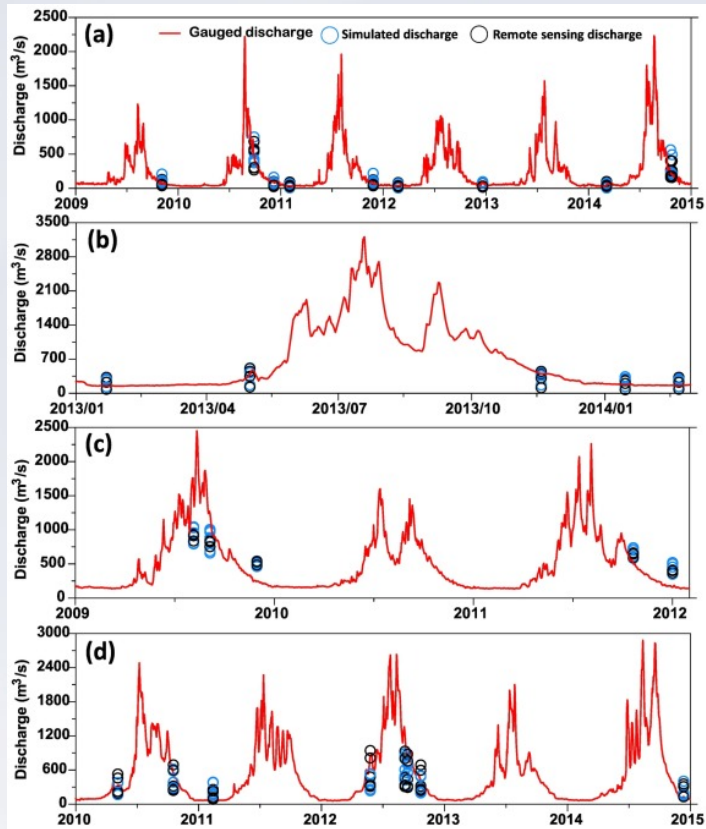 (a) Gauged discharge Simulated discharge Remote sensing discharge
Discharge (m³/s)
2500
2000
1500
1000
500
0
2009 2010 2011 2012 2013 2014 2015
(b)
Discharge (m³/s)
3500
2800
2100
1400
700
0
2013/01 2013/04 2013/07 2013/10 2014/01
(c)
Discharge (m³/s)
2500
2000
1500
1000
500
0
2009 2010 2011 2012
(d)
Discharge (m³/s)
3000
2400
1800
1200
600
0
2010 2011 2012 2013 2014 2015